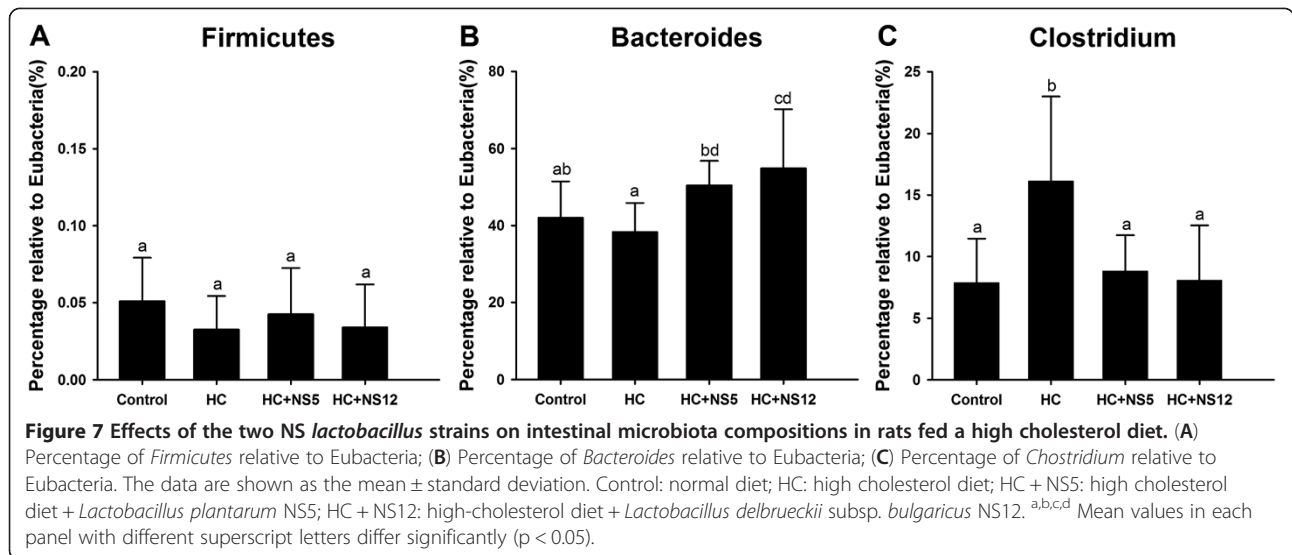 A Firmicutes
Percentage relative to Eubacteria(%)
0.20
0.15
0.10
0.05
0.00
a a a a
Control HC HC+NS5 HC+NS12
B Bacteroides
Percentage relative to Eubacteria(%)
80
60
40
20
0
ab a bd cd
Control HC HC+NS5 HC+NS12
C Clostridium
Percentage relative to Eubacteria(%)
25
20
15
10
5
0
a b a a
Control HC HC+NS5 HC+NS12
Figure 7 Effects of the two NS lactobacillus strains on intestinal microbiota compositions in rats fed a high cholesterol diet. (A)
Percentage of Firmicutes relative to Eubacteria; (B) Percentage of Bacteroides relative to Eubacteria; (C) Percentage of Chostridium relative to
Eubacteria. The data are shown as the mean ± standard deviation. Control: normal diet; HC: high cholesterol diet; HC + NS5: high cholesterol
diet + Lactobacillus plantarum NS5; HC + NS12: high-cholesterol diet + Lactobacillus delbrueckii subsp. bulgaricus NS12. a,b,c,d Mean values in each
panel with different superscript letters differ significantly (p < 0.05).